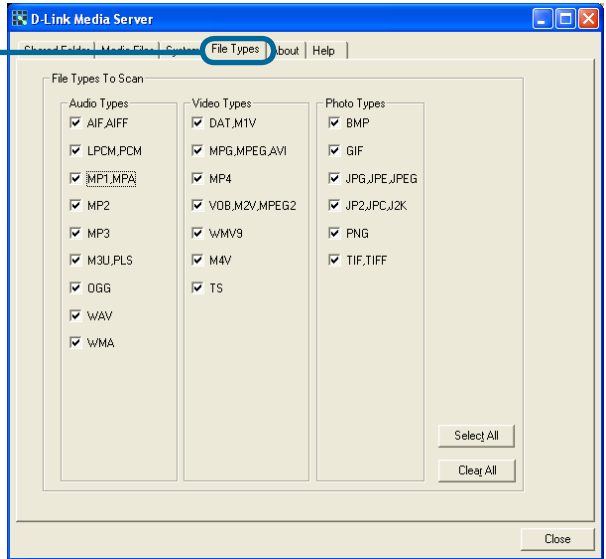 D-Link Media Server
Shared Folder Media Files System File Types About Help
File Types To Scan
Audio Types
AIF,AIFF
LPCM,PCM
MP1,MPA
MP2
MP3
M3U,PLS
OGG
WAV
WMA
Video Types
DAT,M1V
MPG,MPEG,AVI
MP4
VOB,M2V,MPEG2
WMV9
M4V
TS
Photo Types
BMP
GIF
JPG,JPE,JPEG
JP2,JPC,J2K
PNG
TIF,TIFF
Select All
Clear All
Close